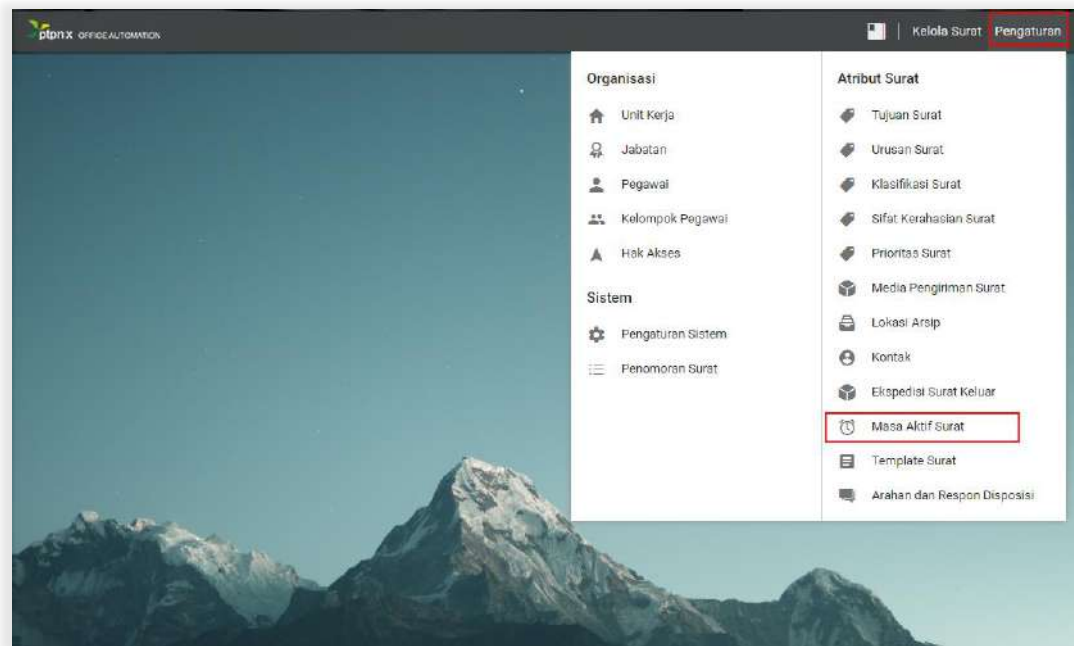 ptpnx OFFICE AUTOMATION
Kelola Surat
Pengaturan
Organisasi
Unit Kerja
Jabatan
Pegawai
Kelompok Pegawai
Hak Akses
Sistem
Pengaturan Sistem
Penomoran Surat
Atribut Surat
Tujuan Surat
Urusan Surat
Klasifikasi Surat
Sifat Kerahasian Surat
Prioritas Surat
Media Pengiriman Surat
Lokasi Arsip
Kontak
Ekspedisi Surat Keluar
Masa Aktif Surat
Template Surat
Arahan dan Respon Disposisi